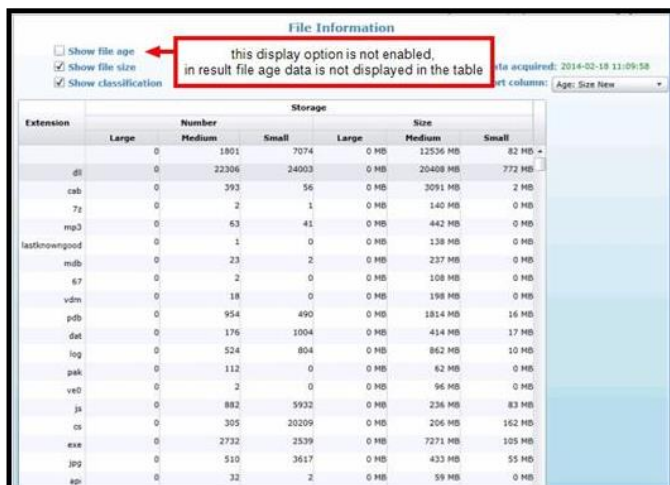 File Information
Show file age
this display option is not enabled,
in result file age data is not displayed in the table
Show file size
acquired: 2014-02-18 11:09:58
Show classification
column: Age: Size New
Storage
Extension Number Size
Large Medium Small Large Medium Small
0 1801 7074 0 MB 12536 MB 82 MB
dll 0 22306 24003 0 MB 20408 MB 772 MB
cab 0 393 56 0 MB 3091 MB 2 MB
7z 0 2 1 0 MB 140 MB 0 MB
mp3 0 63 41 0 MB 442 MB 0 MB
lastknowngood 0 1 0 0 MB 138 MB 0 MB
mdb 0 23 2 0 MB 237 MB 0 MB
67 0 2 0 0 MB 108 MB 0 MB
vdm 0 18 0 0 MB 198 MB 0 MB
pdb 0 954 490 0 MB 1814 MB 16 MB
dat 0 176 1004 0 MB 414 MB 17 MB
log 0 524 804 0 MB 862 MB 10 MB
pak 0 112 0 0 MB 62 MB 0 MB
ve0 0 2 0 0 MB 96 MB 0 MB
js 0 882 5932 0 MB 236 MB 83 MB
cs 0 305 20209 0 MB 206 MB 162 MB
exe 0 2732 2539 0 MB 7271 MB 105 MB
jpg 0 510 3617 0 MB 433 MB 55 MB
api 0 32 2 0 MB 59 MB 0 MB